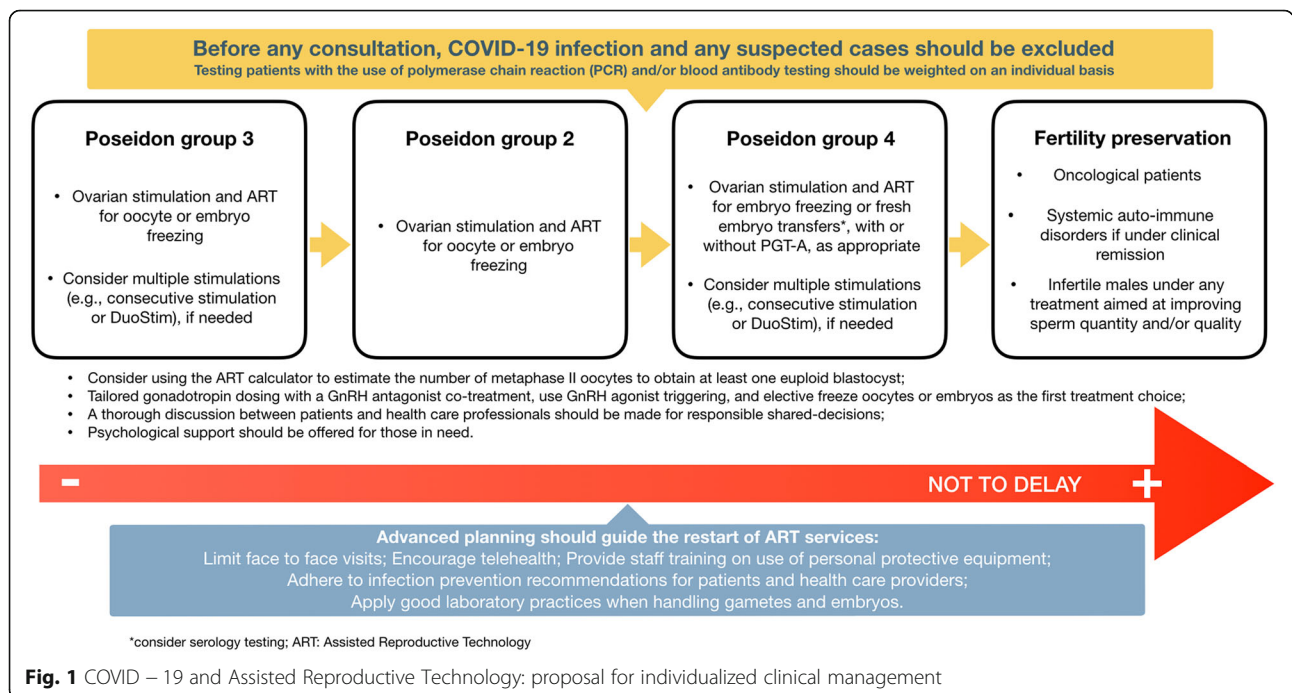 Before any consultation, COVID-19 infection and any suspected cases should be excluded
Testing patients with the use of polymerase chain reaction (PCR) and/or blood antibody testing should be weighted on an individual basis
Poseidon group 3
• Ovarian stimulation and ART
for oocyte or embryo
freezing
• Consider multiple stimulations
(e.g., consecutive stimulation
or DuoStim), if needed
Poseidon group 2
• Ovarian stimulation and ART
for oocyte or embryo
freezing
Poseidon group 4
• Ovarian stimulation and ART
for embryo freezing or fresh
embryo transfers*, with or
without PGT-A, as appropriate
• Consider multiple stimulations
(e.g., consecutive stimulation
or DuoStim), if needed
Fertility preservation
• Oncological patients
• Systemic auto-immune
disorders if under clinical
remission
• Infertile males under any
treatment aimed at improving
sperm quantity and/or quality
• Consider using the ART calculator to estimate the number of metaphase II oocytes to obtain at least one euploid blastocyst;
• Tailored gonadotropin dosing with a GnRH antagonist co-treatment, use GnRH agonist triggering, and elective freeze oocytes or embryos as the first treatment choice;
• A thorough discussion between patients and health care professionals should be made for responsible shared-decisions;
• Psychological support should be offered for those in need.
- NOT TO DELAY +
Advanced planning should guide the restart of ART services:
Limit face to face visits; Encourage telehealth; Provide staff training on use of personal protective equipment;
Adhere to infection prevention recommendations for patients and health care providers;
Apply good laboratory practices when handling gametes and embryos.
*consider serology testing; ART: Assisted Reproductive Technology
Fig. 1 COVID – 19 and Assisted Reproductive Technology: proposal for individualized clinical management